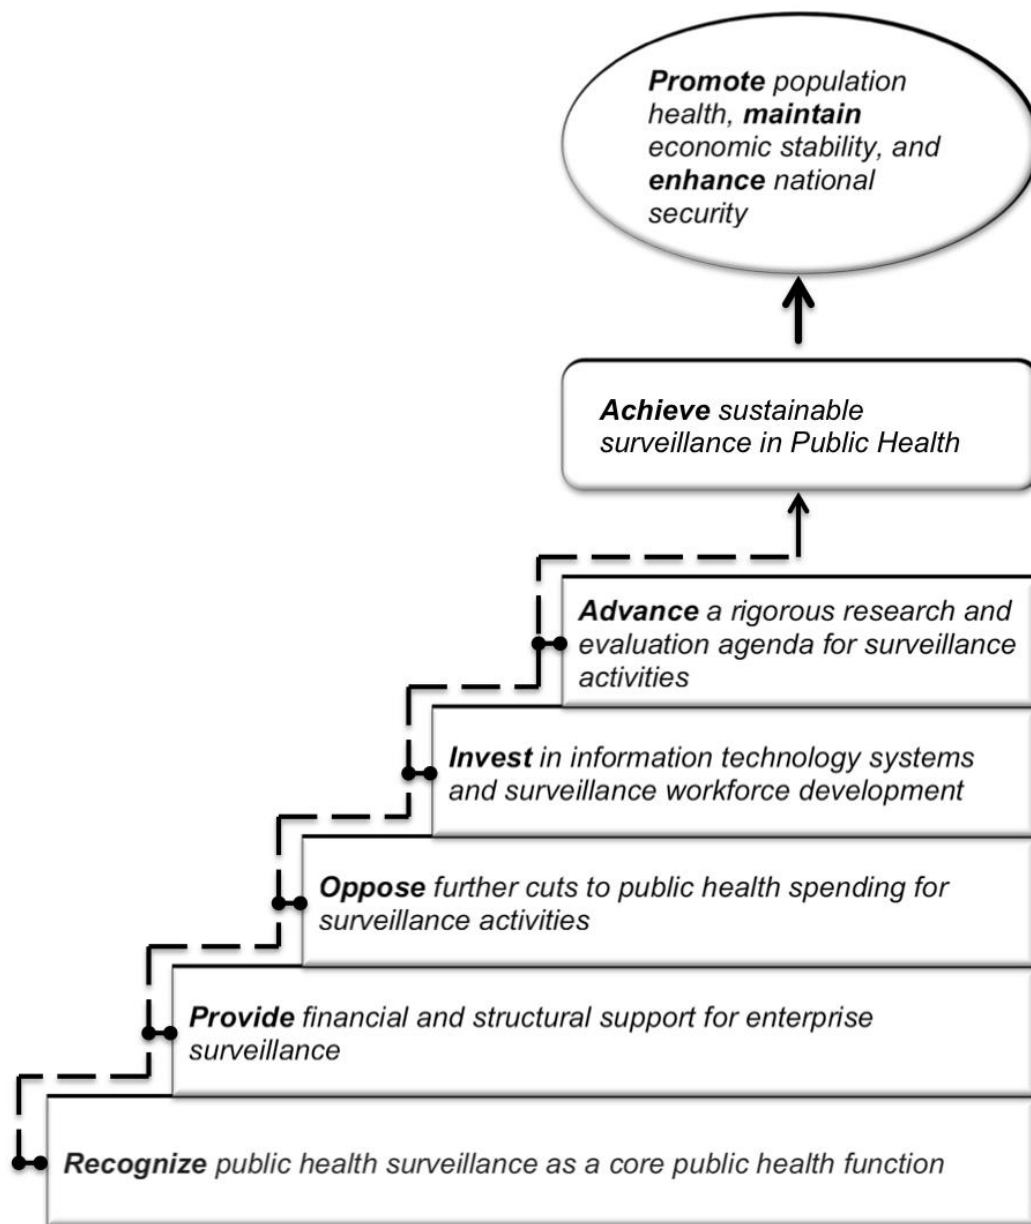 Promote population
health, maintain
economic stability, and
enhance national
security
Achieve sustainable
surveillance in Public Health
Advance a rigorous research and
evaluation agenda for surveillance
activities
Invest in information technology systems
and surveillance workforce development
Oppose further cuts to public health spending for
surveillance activities
Provide financial and structural support for enterprise
surveillance
Recognize public health surveillance as a core public health function